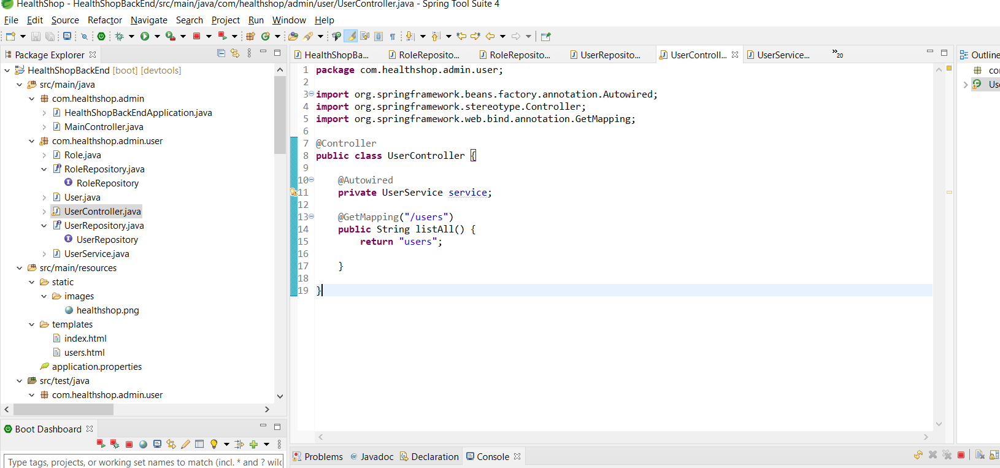 HealthShop - HealthShopBackEnd/src/main/java/com/healthshop/admin/user/UserController.java - Spring Tool Suite 4
File Edit Source Refactor Navigate Search Project Run Window Help
Package Explorer
HealthShopBackEnd [boot] [devtools]
src/main/java
com.healthshop.admin
HealthShopBackEndApplication.java
MainController.java
com.healthshop.admin.user
Role.java
RoleRepository.java
RoleRepository
User.java
UserController.java
UserRepository.java
UserRepository
UserService.java
src/main/resources
static
images
healthshop.png
templates
index.html
users.html
application.properties
src/test/java
com.healthshop.admin.user
Boot Dashboard
Type tags, projects, or working set names to match (incl. * and ? wilc
HealthShopBa... RoleReposito... RoleReposito... UserReposito... UserControll... UserService... »20
1 package com.healthshop.admin.user;
2
3 import org.springframework.beans.factory.annotation.Autowired;
4 import org.springframework.stereotype.Controller;
5 import org.springframework.web.bind.annotation.GetMapping;
6
7 @Controller
8 public class UserController {
9
10 @Autowired
11 private UserService service;
12
13 @GetMapping("/users")
14 public String listAll() {
15 return "users";
16
17 }
18
19 }
Problems @ Javadoc Declaration Console
Outline
co
Us